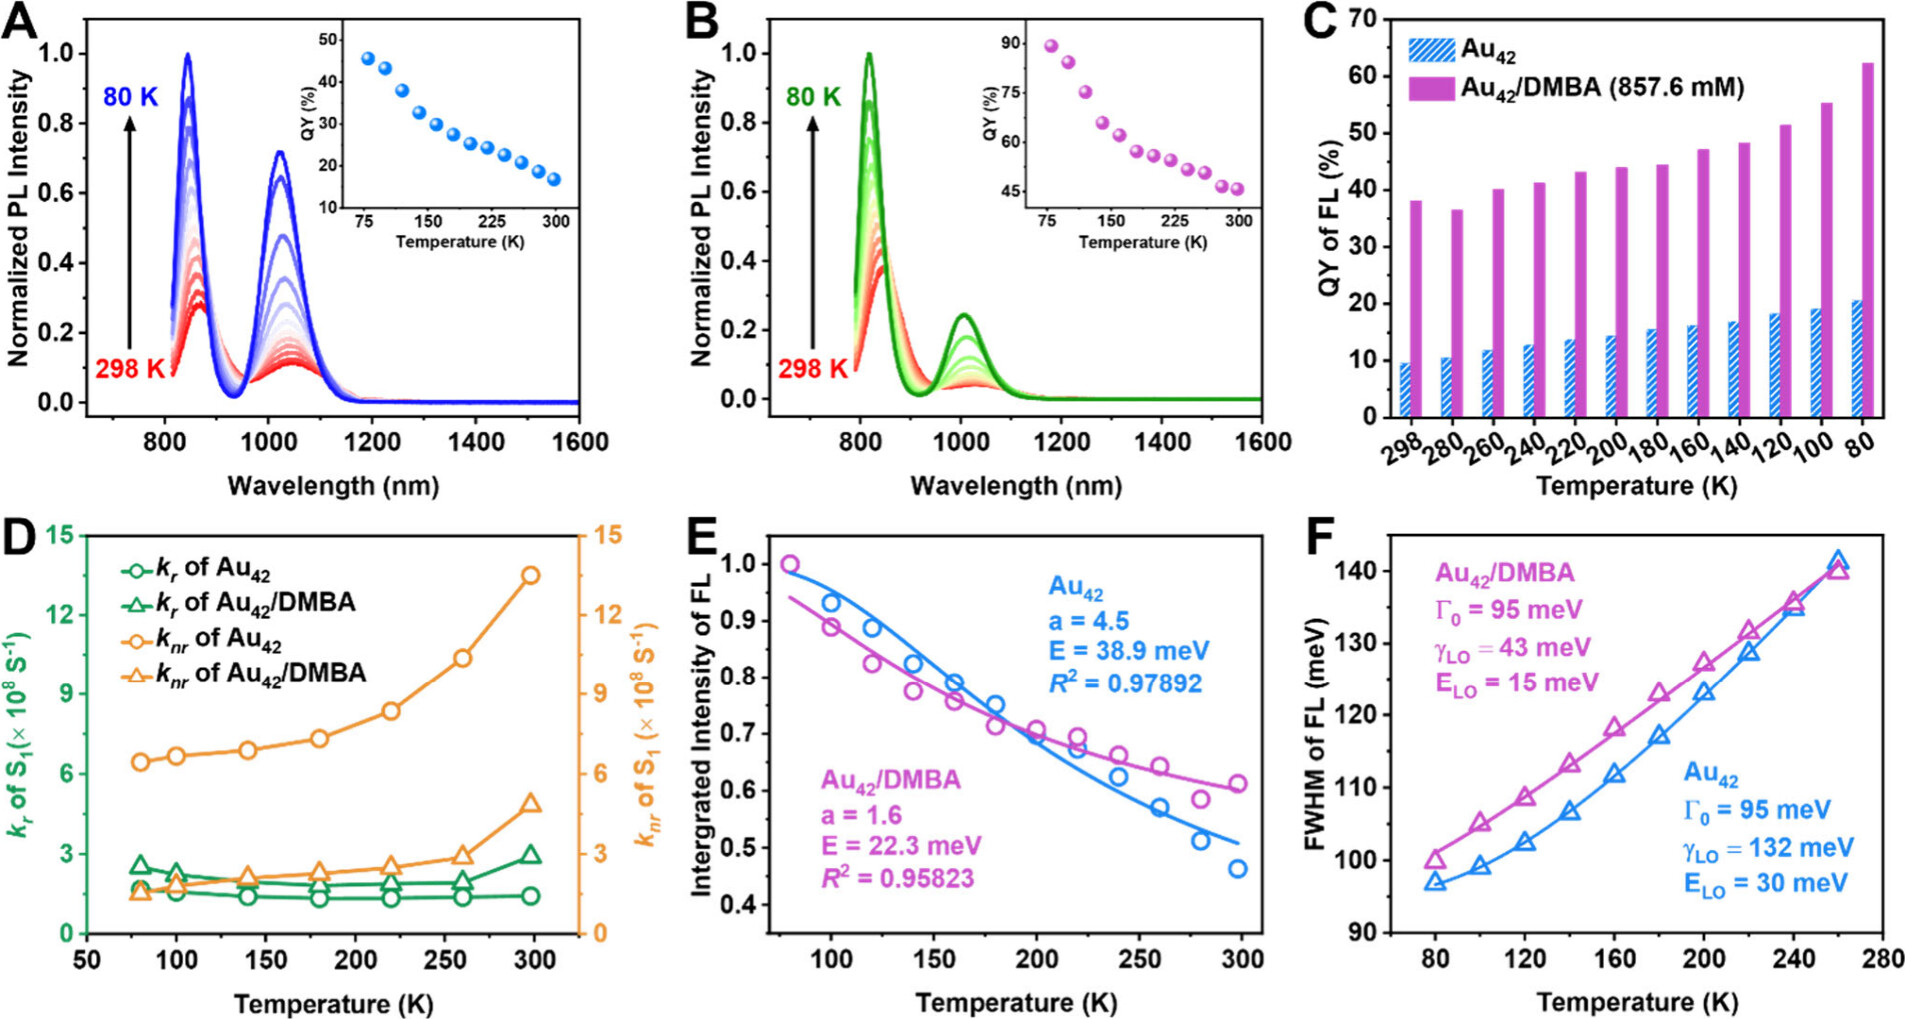 A
Normalized PL Intensity
1.0
0.8
0.6
0.4
0.2
0.0
80 K
298 K
800 1000 1200 1400 1600
Wavelength (nm)
QY (%)
50
40
30
20
10
75 150 225 300
Temperature (K)
B
Normalized PL Intensity
1.0
0.8
0.6
0.4
0.2
0.0
80 K
298 K
800 1000 1200 1400 1600
Wavelength (nm)
QY (%)
90
75
60
45
75 150 225 300
Temperature (K)
C
QY of FL (%)
70
60
50
40
30
20
10
0
Au42
Au42/DMBA (857.6 mM)
298 280 260 240 220 200 180 160 140 120 100 80
Temperature (K)
D
kr of S1 (× 10⁸ S⁻¹)
15
12
9
6
3
0
kr of Au42
kr of Au42/DMBA
knr of Au42
knr of Au42/DMBA
15
12
9
6
3
0
knr of S1 (× 10⁸ S⁻¹)
50 100 150 200 250 300
Temperature (K)
E
Intergrated Intensity of FL
1.0
0.9
0.8
0.7
0.6
0.5
0.4
Au42
a = 4.5
E = 38.9 meV
R² = 0.97892
Au42/DMBA
a = 1.6
E = 22.3 meV
R² = 0.95823
100 150 200 250 300
Temperature (K)
F
FWHM of FL (meV)
140
130
120
110
100
90
Au42/DMBA
Γ0 = 95 meV
γLO = 43 meV
ELO = 15 meV
Au42
Γ0 = 95 meV
γLO = 132 meV
ELO = 30 meV
80 120 160 200 240 280
Temperature (K)